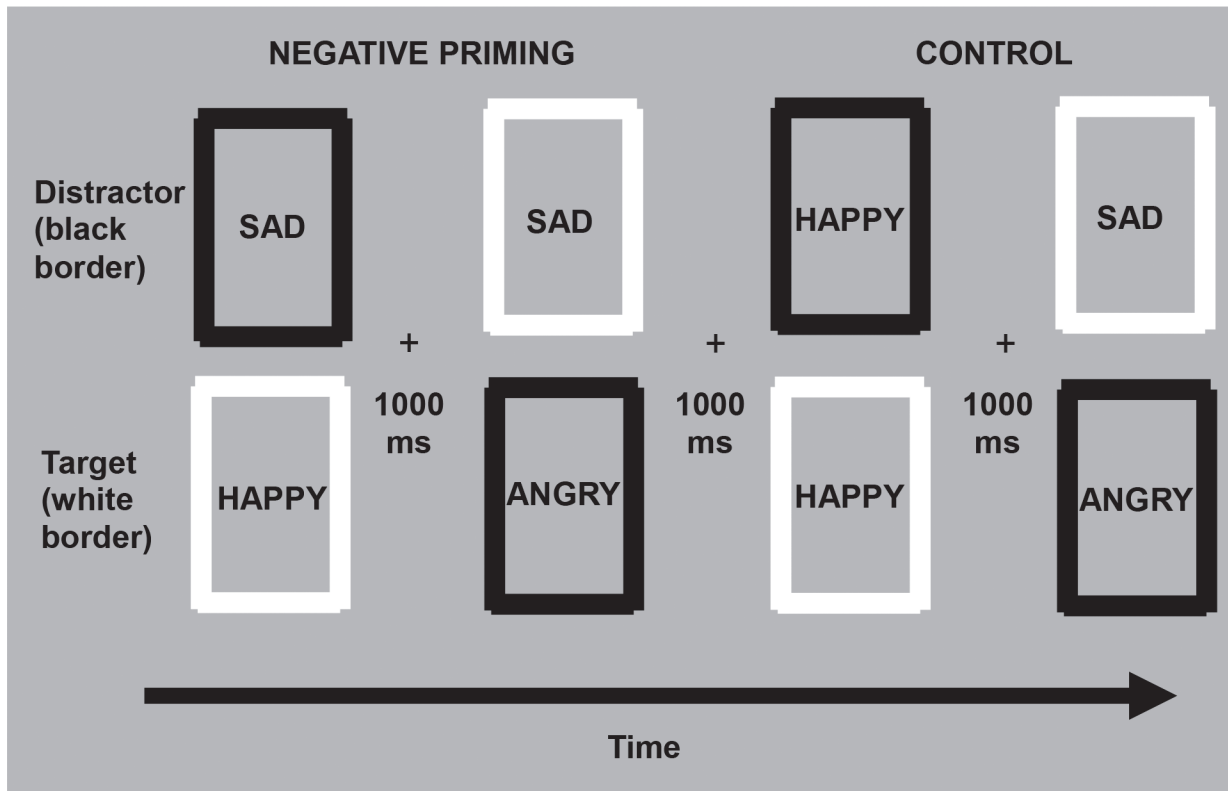 NEGATIVE PRIMING CONTROL
Distractor
(black
border)
SAD SAD HAPPY SAD
+ + +
1000 1000 1000
ms ms ms
Target
(white
border)
HAPPY ANGRY HAPPY ANGRY
Time